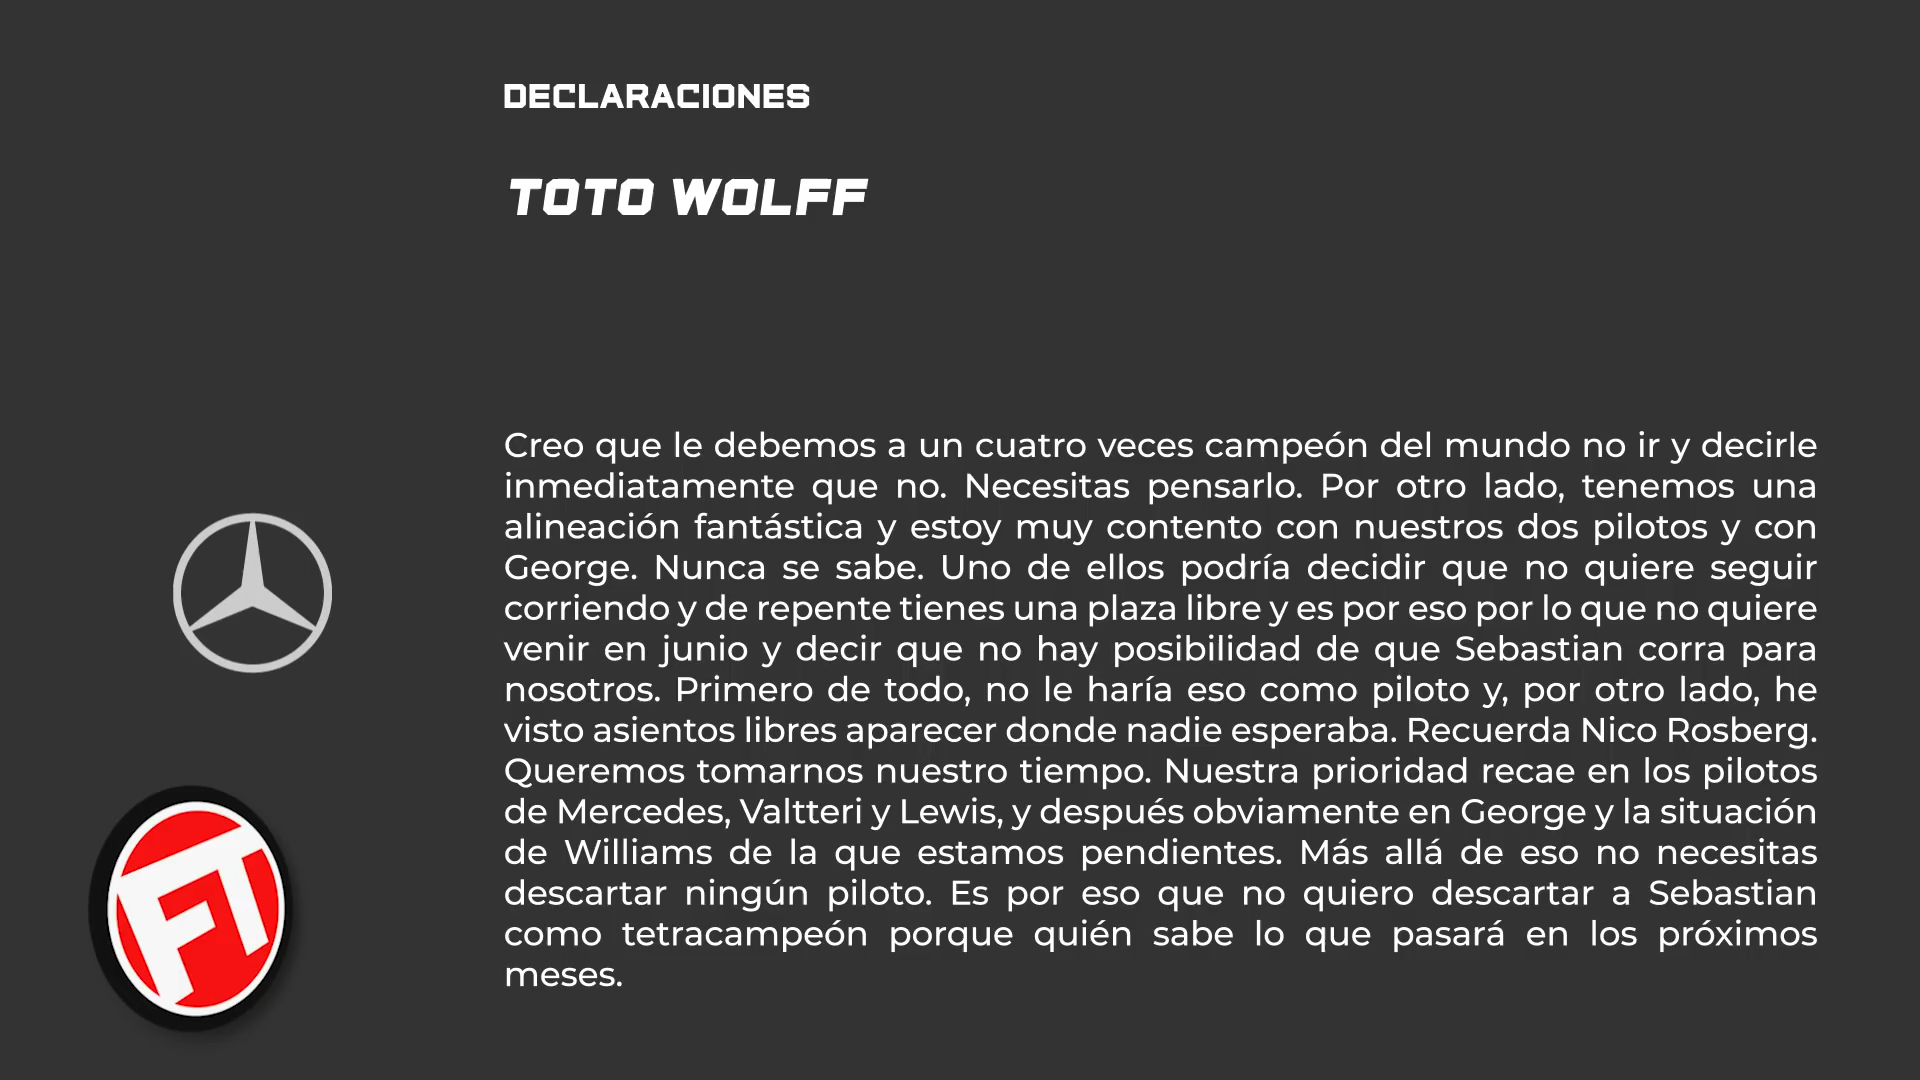 DECLARACIONES
TOTO WOLFF
Creo que le debemos a un cuatro veces campeón del mundo no ir y decirle
inmediatamente que no. Necesitas pensarlo. Por otro lado, tenemos una
alineación fantástica y estoy muy contento con nuestros dos pilotos y con
George. Nunca se sabe. Uno de ellos podría decidir que no quiere seguir
corriendo y de repente tienes una plaza libre y es por eso por lo que no quiere
venir en junio y decir que no hay posibilidad de que Sebastian corra para
nosotros. Primero de todo, no le haría eso como piloto y, por otro lado, he
visto asientos libres aparecer donde nadie esperaba. Recuerda Nico Rosberg.
Queremos tomarnos nuestro tiempo. Nuestra prioridad recae en los pilotos
de Mercedes, Valtteri y Lewis, y después obviamente en George y la situación
de Williams de la que estamos pendientes. Más allá de eso no necesitas
descartar ningún piloto. Es por eso que no quiero descartar a Sebastian
como tetracampeón porque quién sabe lo que pasará en los próximos
meses.
FT